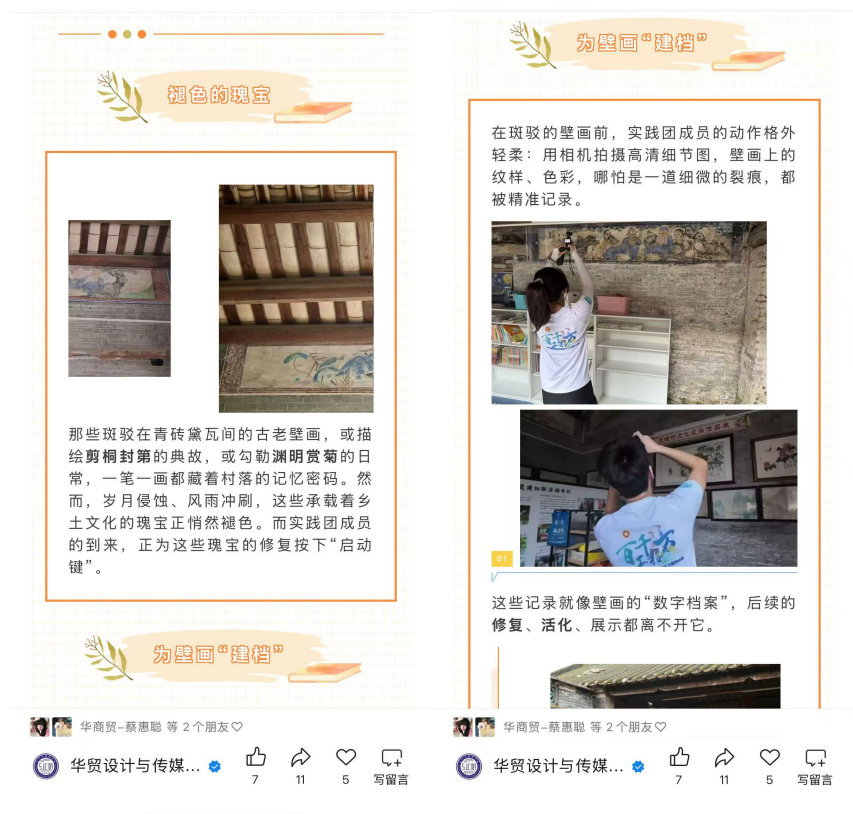 褪色的瑰宝
那些斑驳在青砖黛瓦间的古老壁画，或描
绘剪桐封第的典故，或勾勒渊明赏菊的日
常，一笔一画都藏着村落的记忆密码。然
而，岁月侵蚀、风雨冲刷，这些承载着乡
土文化的瑰宝正悄然褪色。而实践团成员
的到来，正为这些瑰宝的修复按下“启动
键”。
为壁画“建档”
华商贸–蔡惠聪 等 2 个朋友♡
华贸设计与传媒...
7
11
5
写留言
为壁画“建档”
在斑驳的壁画前，实践团成员的动作格外
轻柔：用相机拍摄高清细节图，壁画上的
纹样、色彩，哪怕是一道细微的裂痕，都
被精准记录。
百千万工程
01
这些记录就像壁画的“数字档案”，后续的
修复、活化、展示都离不开它。
华商贸–蔡惠聪 等 2 个朋友♡
华贸设计与传媒...
7
11
5
写留言